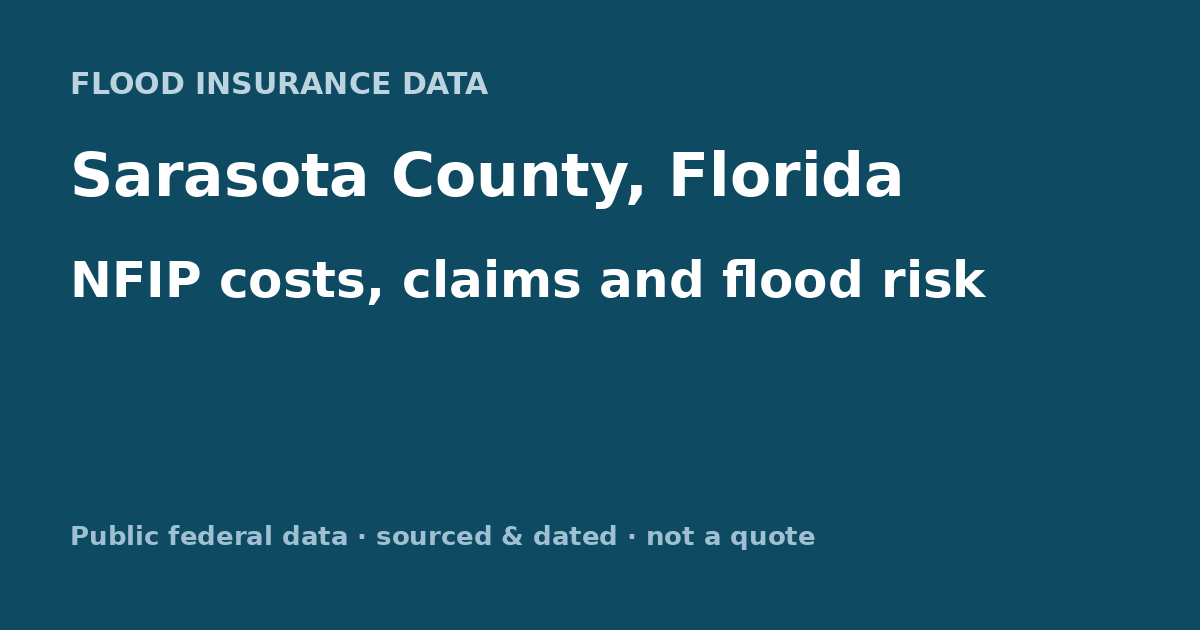 FLOOD INSURANCE DATA
Sarasota County, Florida
NFIP costs, claims and flood risk
Public federal data · sourced & dated · not a quote